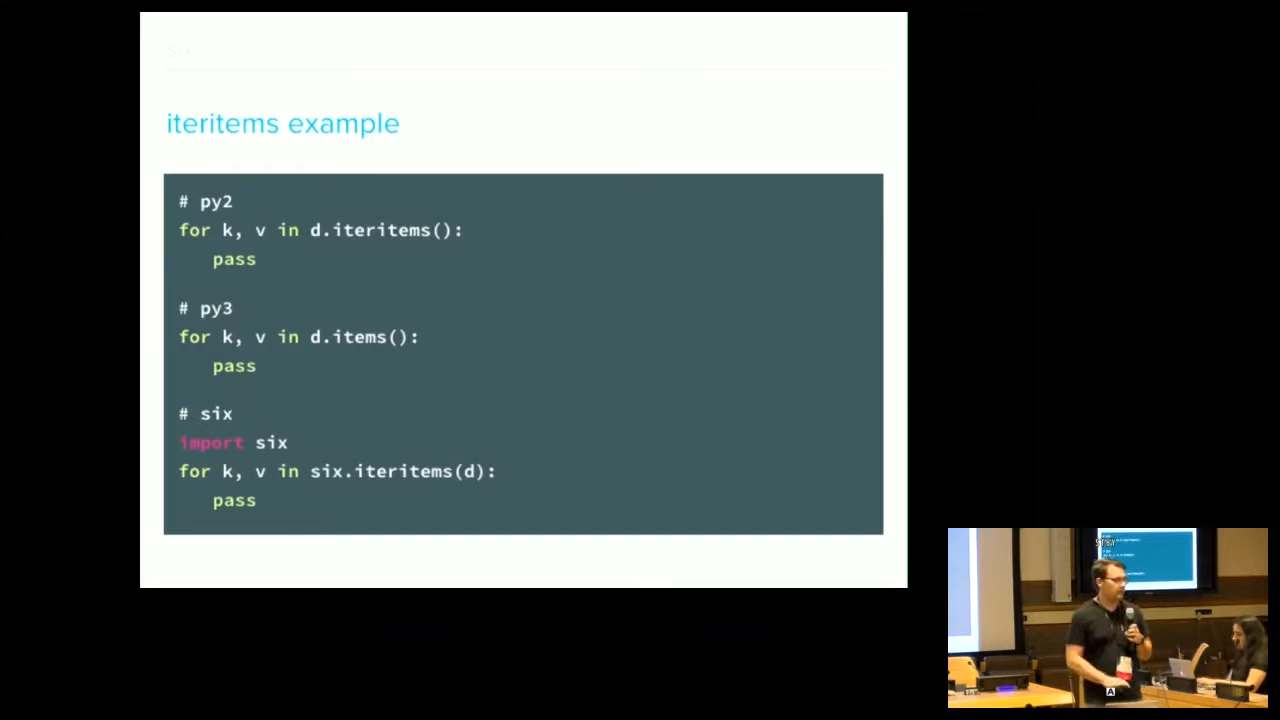 Six
iteritems example
# py2
for k, v in d.iteritems():
pass
# py3
for k, v in d.items():
pass
# six
import six
for k, v in six.iteritems(d):
pass
A